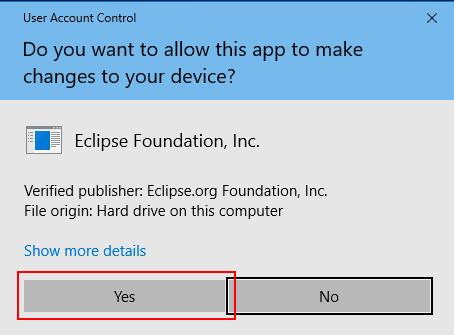 User Account Control
Do you want to allow this app to make
changes to your device?
Eclipse Foundation, Inc.
Verified publisher: Eclipse.org Foundation, Inc.
File origin: Hard drive on this computer
Show more details
Yes
No